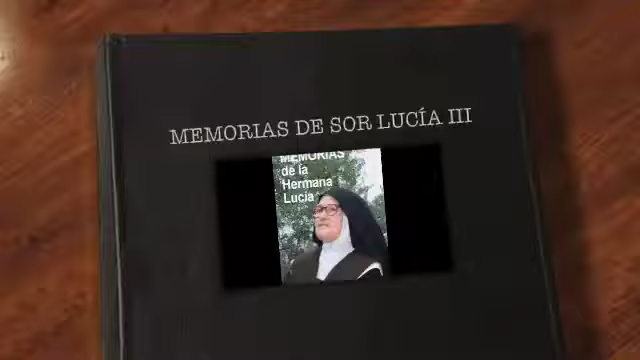 MEMORIAS DE SOR LUCÍA III
MEMORIAS
de la
Hermana
Lucía